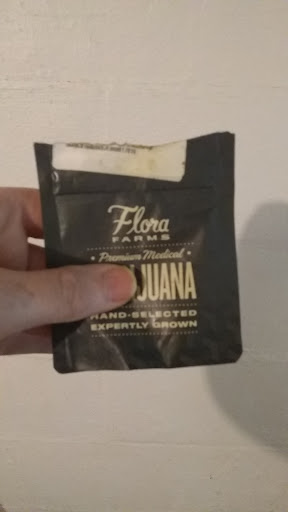 Flora
FARMS
Premium Medical
JUANA
HAND-SELECTED
EXPERTLY GROWN